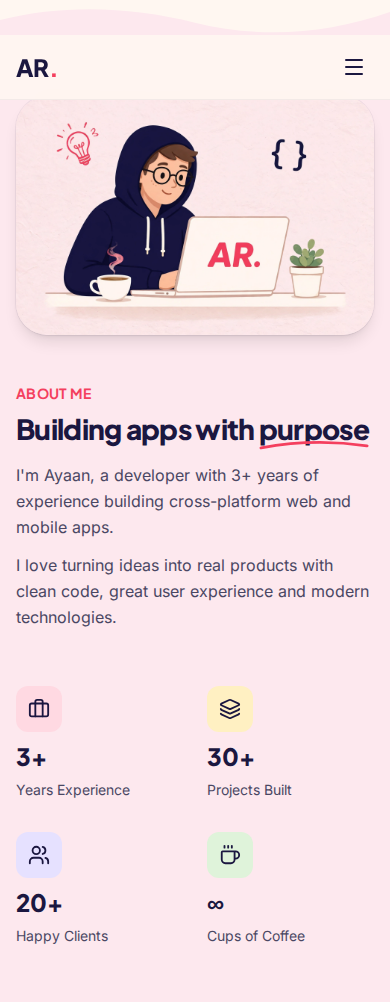 AR.
{ }
AR.
ABOUT ME
Building apps with purpose
I'm Ayaan, a developer with 3+ years of
experience building cross-platform web and
mobile apps.
I love turning ideas into real products with
clean code, great user experience and modern
technologies.
3+
Years Experience
30+
Projects Built
20+
Happy Clients
∞
Cups of Coffee